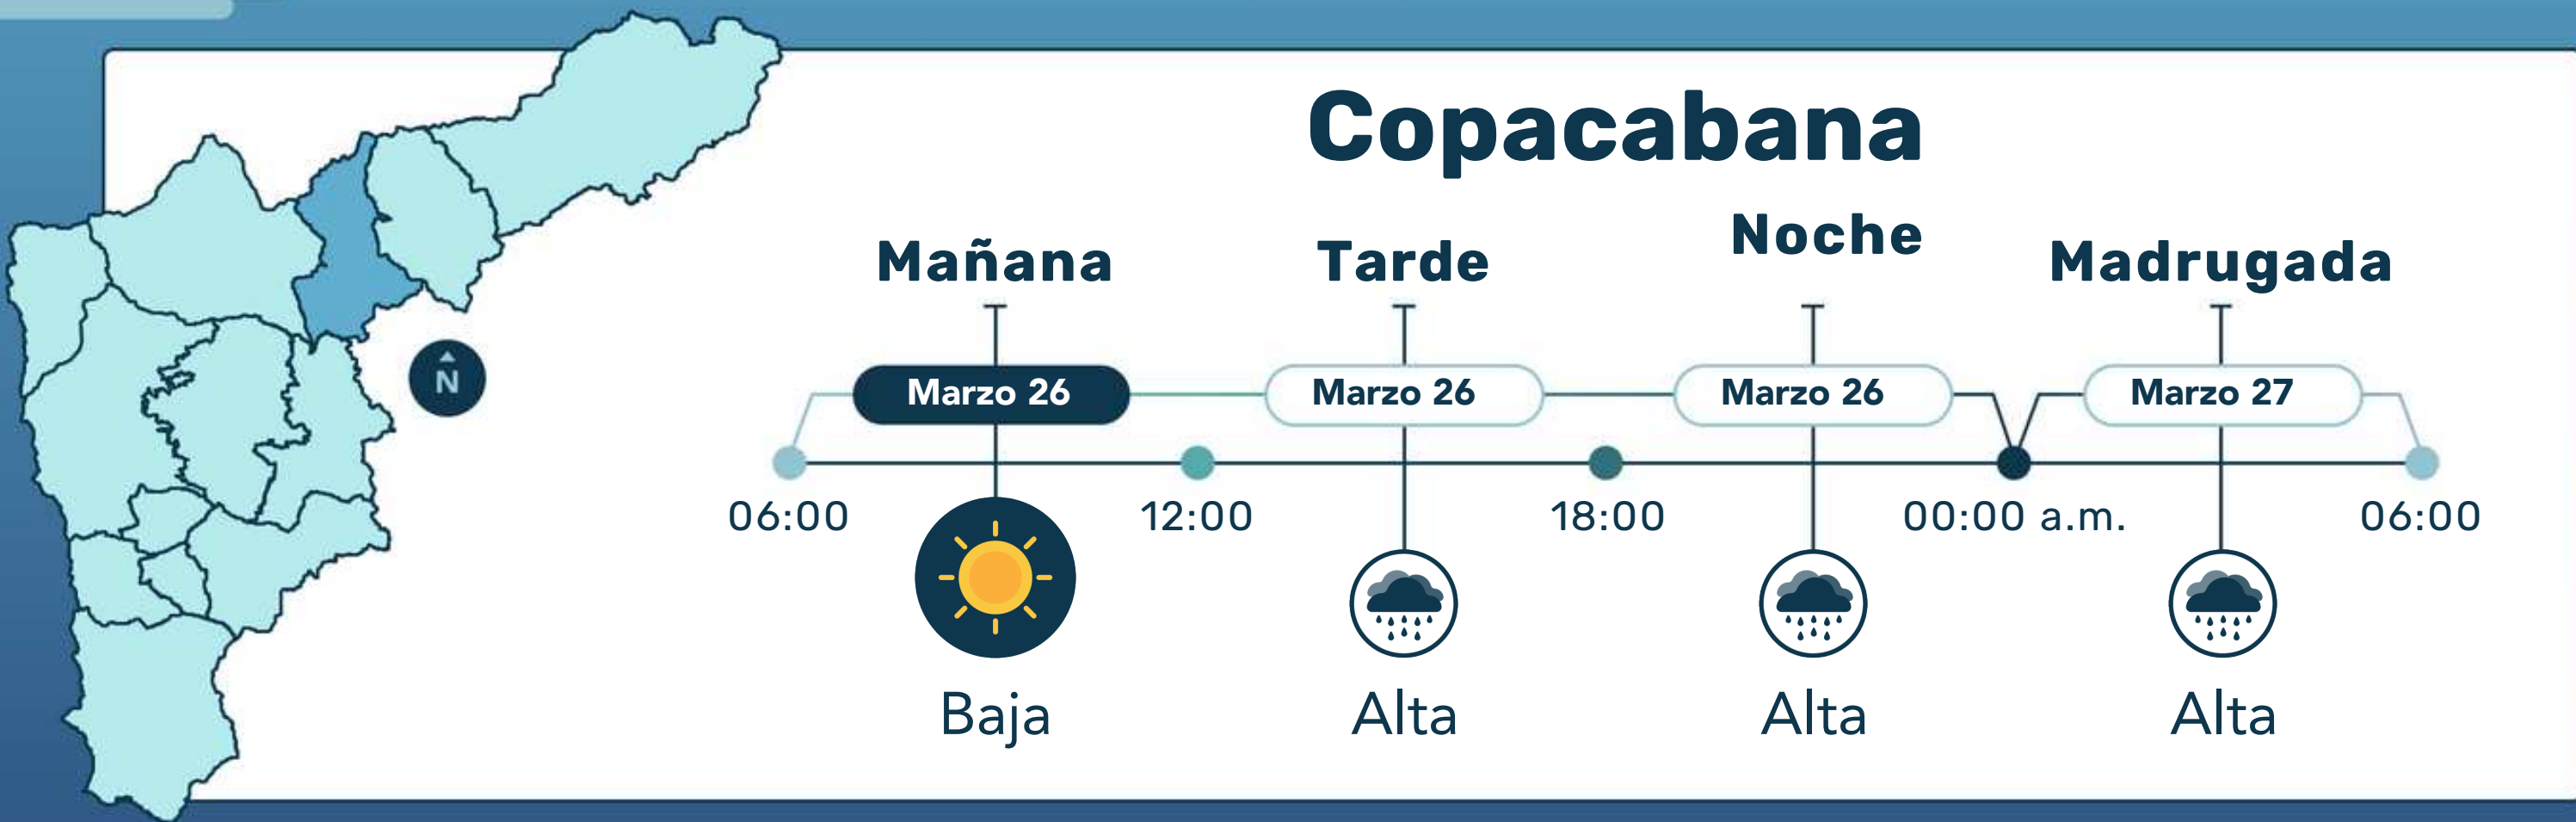 Copacabana
Mañana
Tarde
Noche
Madrugada
N
Marzo 26
Marzo 26
Marzo 26
Marzo 27
06:00
12:00
18:00
00:00 a.m.
06:00
Baja
Alta
Alta
Alta